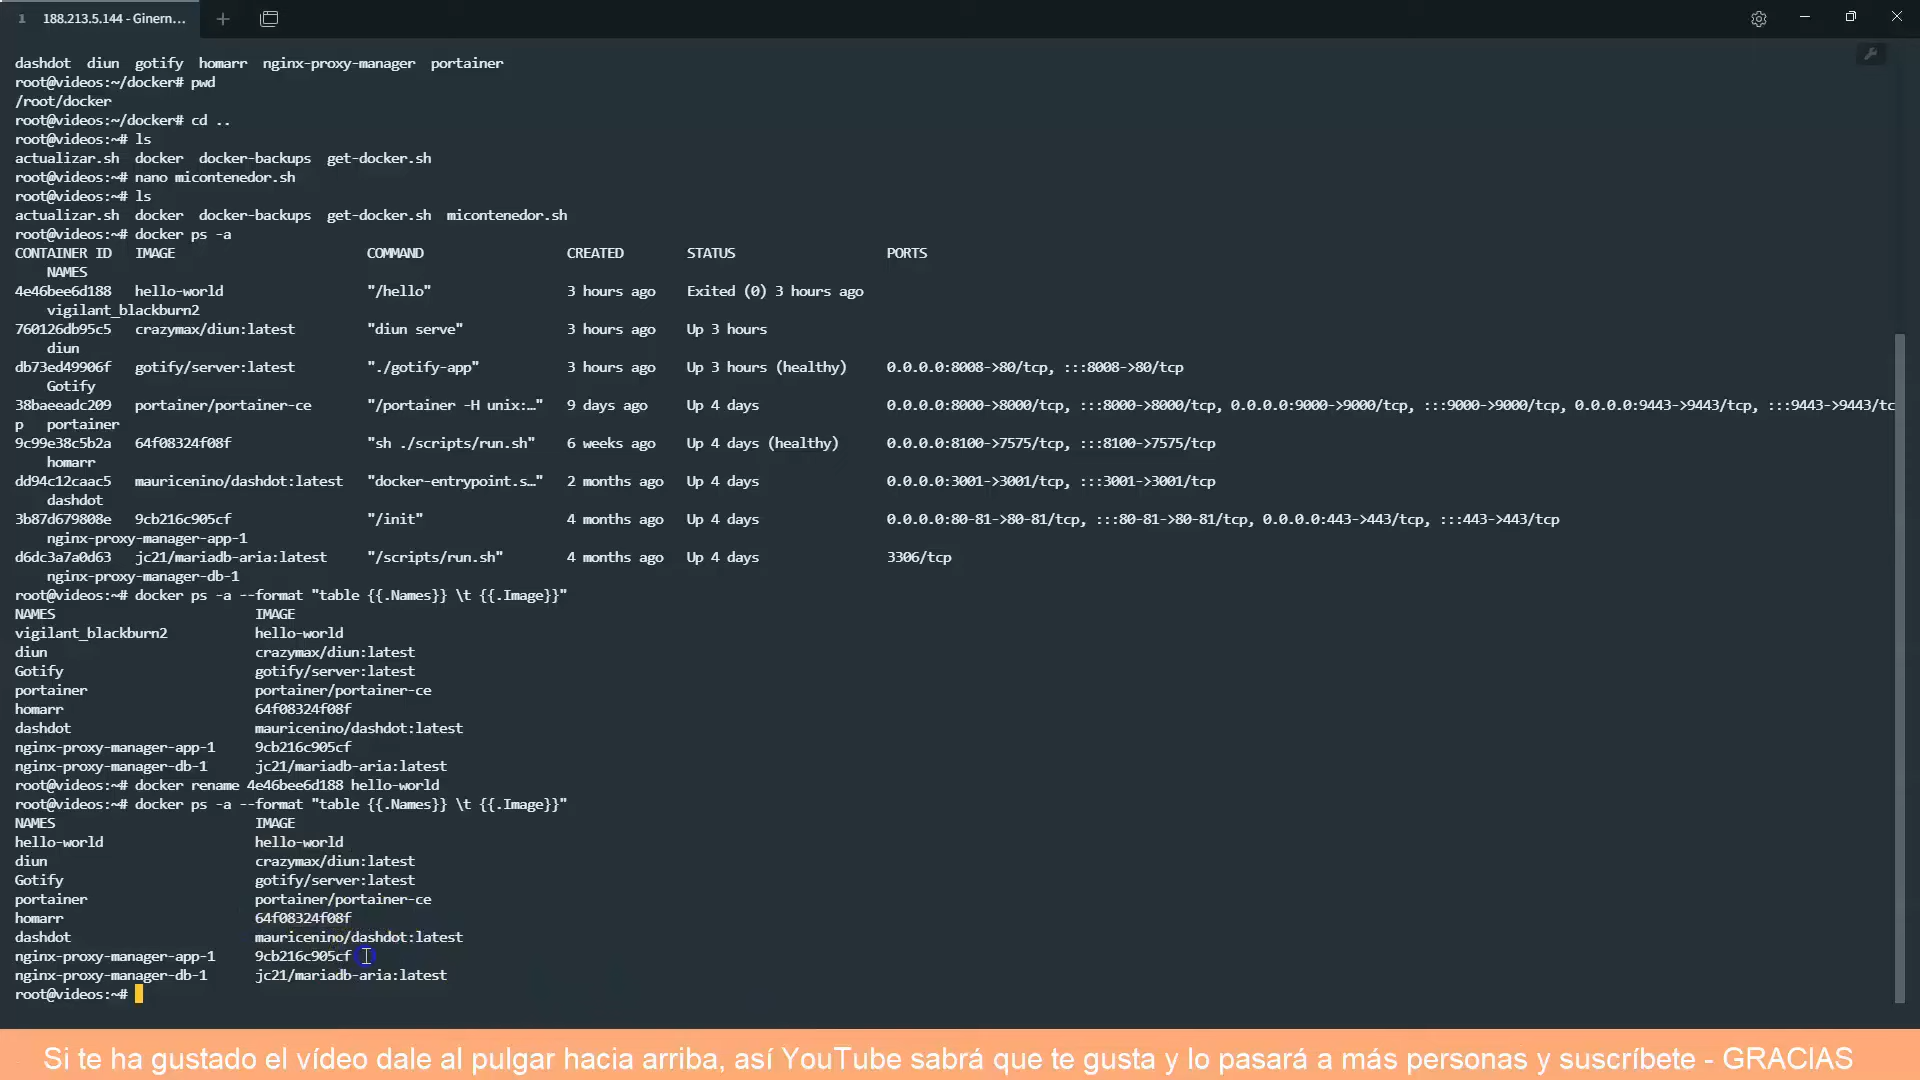 1 188.213.5.144 - Ginern...
dashdot diun gotify homarr nginx-proxy-manager portainer
root@videos:~/docker# pwd
/root/docker
root@videos:~/docker# cd ..
root@videos:~# ls
actualizar.sh docker docker-backups get-docker.sh
root@videos:~# nano micontenedor.sh
root@videos:~# ls
actualizar.sh docker docker-backups get-docker.sh micontenedor.sh
root@videos:~# docker ps -a
CONTAINER ID IMAGE COMMAND CREATED STATUS PORTS
NAMES
4e46bee6d188 hello-world "/hello" 3 hours ago Exited (0) 3 hours ago
vigilant_blackburn2
760126db95c5 crazymax/diun:latest "diun serve" 3 hours ago Up 3 hours
diun
db73ed49906f gotify/server:latest "./gotify-app" 3 hours ago Up 3 hours (healthy) 0.0.0.0:8008->80/tcp, :::8008->80/tcp
Gotify
38baeeadc209 portainer/portainer-ce "/portainer -H unix:…" 9 days ago Up 4 days 0.0.0.0:8000->8000/tcp, :::8000->8000/tcp, 0.0.0.0:9000->9000/tcp, :::9000->9000/tcp, 0.0.0.0:9443->9443/tcp, :::9443->9443/tc
p portainer
9c99e38c5b2a 64f08324f08f "sh ./scripts/run.sh" 6 weeks ago Up 4 days (healthy) 0.0.0.0:8100->7575/tcp, :::8100->7575/tcp
homarr
dd94c12caac5 mauricenino/dashdot:latest "docker-entrypoint.s…" 2 months ago Up 4 days 0.0.0.0:3001->3001/tcp, :::3001->3001/tcp
dashdot
3b87d679808e 9cb216c905cf "/init" 4 months ago Up 4 days 0.0.0.0:80-81->80-81/tcp, :::80-81->80-81/tcp, 0.0.0.0:443->443/tcp, :::443->443/tcp
nginx-proxy-manager-app-1
d6dc3a7a0d63 jc21/mariadb-aria:latest "/scripts/run.sh" 4 months ago Up 4 days 3306/tcp
nginx-proxy-manager-db-1
root@videos:~# docker ps -a --format "table {{.Names}} \t {{.Image}}"
NAMES IMAGE
vigilant_blackburn2 hello-world
diun crazymax/diun:latest
Gotify gotify/server:latest
portainer portainer/portainer-ce
homarr 64f08324f08f
dashdot mauricenino/dashdot:latest
nginx-proxy-manager-app-1 9cb216c905cf
nginx-proxy-manager-db-1 jc21/mariadb-aria:latest
root@videos:~# docker rename 4e46bee6d188 hello-world
root@videos:~# docker ps -a --format "table {{.Names}} \t {{.Image}}"
NAMES IMAGE
hello-world hello-world
diun crazymax/diun:latest
Gotify gotify/server:latest
portainer portainer/portainer-ce
homarr 64f08324f08f
dashdot mauricenino/dashdot:latest
nginx-proxy-manager-app-1 9cb216c905cf
nginx-proxy-manager-db-1 jc21/mariadb-aria:latest
root@videos:~#
Si te ha gustado el vídeo dale al pulgar hacia arriba, así YouTube sabrá que te gusta y lo pasará a más personas y suscríbete - GRACIAS